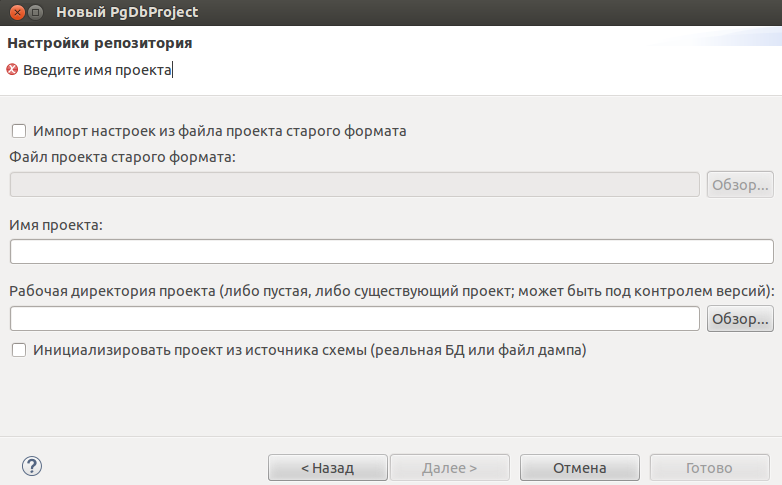 Новый PgDbProject
Настройки репозитория
Введите имя проекта
Импорт настроек из файла проекта старого формата
Файл проекта старого формата:
Обзор...
Имя проекта:
Рабочая директория проекта (либо пустая, либо существующий проект; может быть под контролем версий):
Обзор...
Инициализировать проект из источника схемы (реальная БД или файл дампа)
? < Назад Далее > Отмена Готово